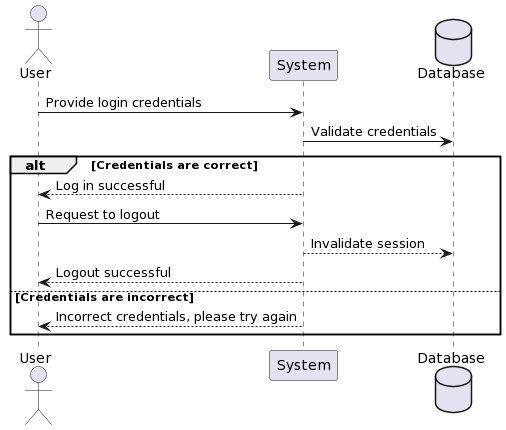 User
System
Database
Provide login credentials
Validate credentials
alt [Credentials are correct]
Log in successful
Request to logout
Invalidate session
Logout successful
[Credentials are incorrect]
Incorrect credentials, please try again
User
System
Database